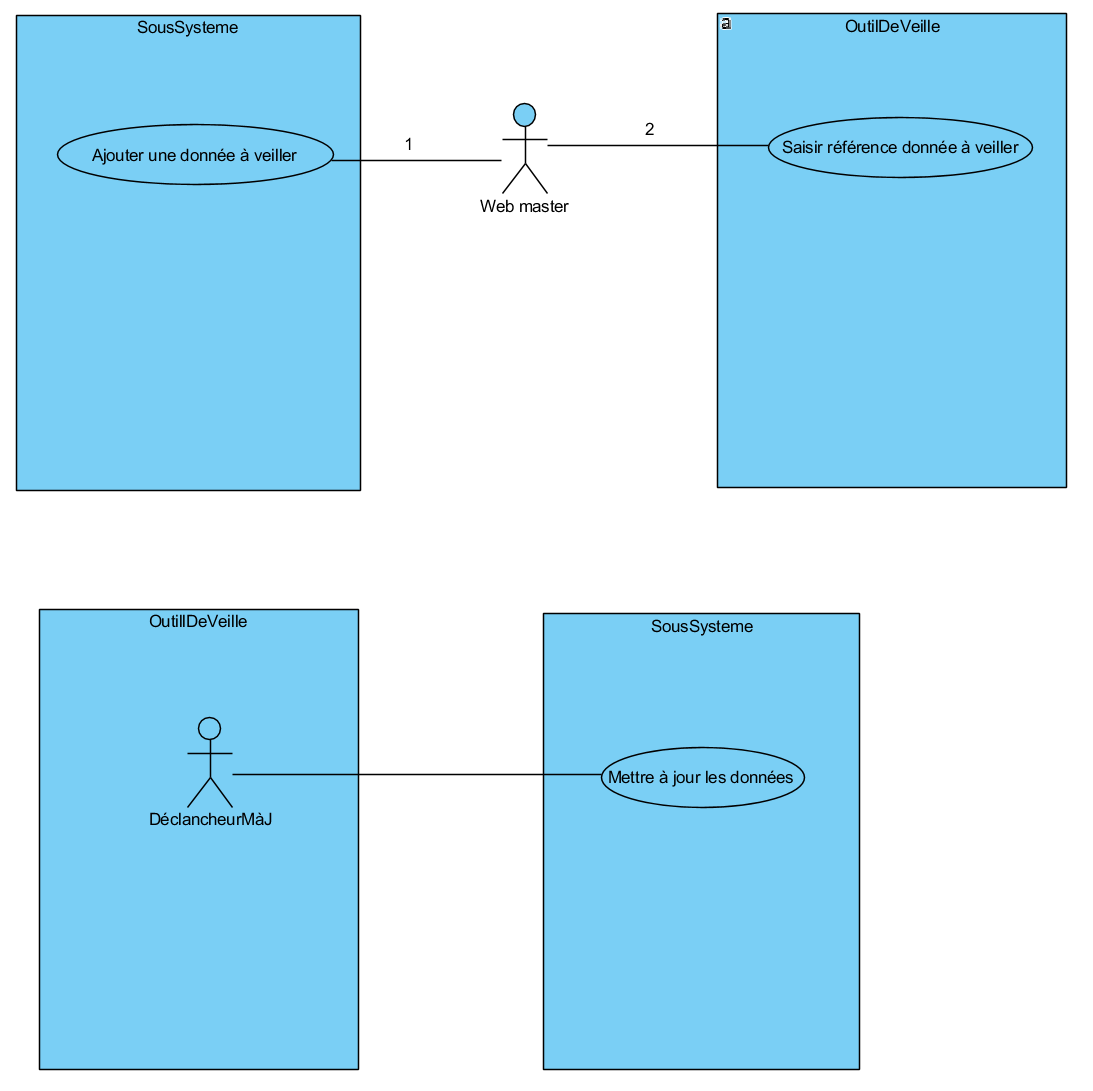 SousSysteme
OutilDeVeille
a
Ajouter une donnée à veiller
1
Web master
2
Saisir référence donnée à veiller
OutillDeVeille
SousSysteme
DéclancheurMàJ
Mettre à jour les données